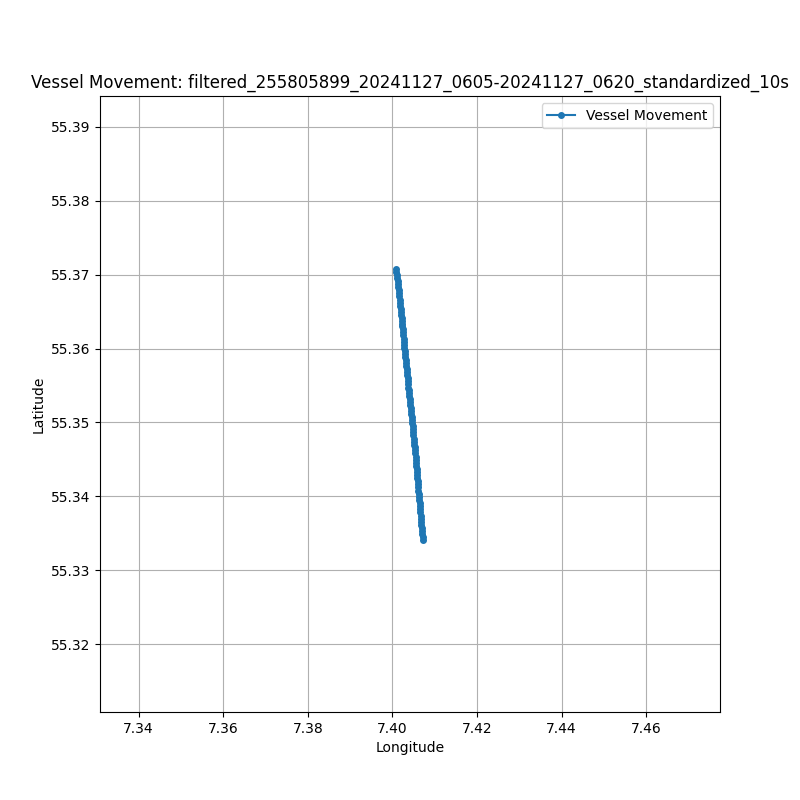 Vessel Movement: filtered_255805899_20241127_0605-20241127_0620_standardized_10s
Vessel Movement
55.39
55.38
55.37
55.36
55.35
55.34
55.33
55.32
Latitude
7.34 7.36 7.38 7.40 7.42 7.44 7.46
Longitude